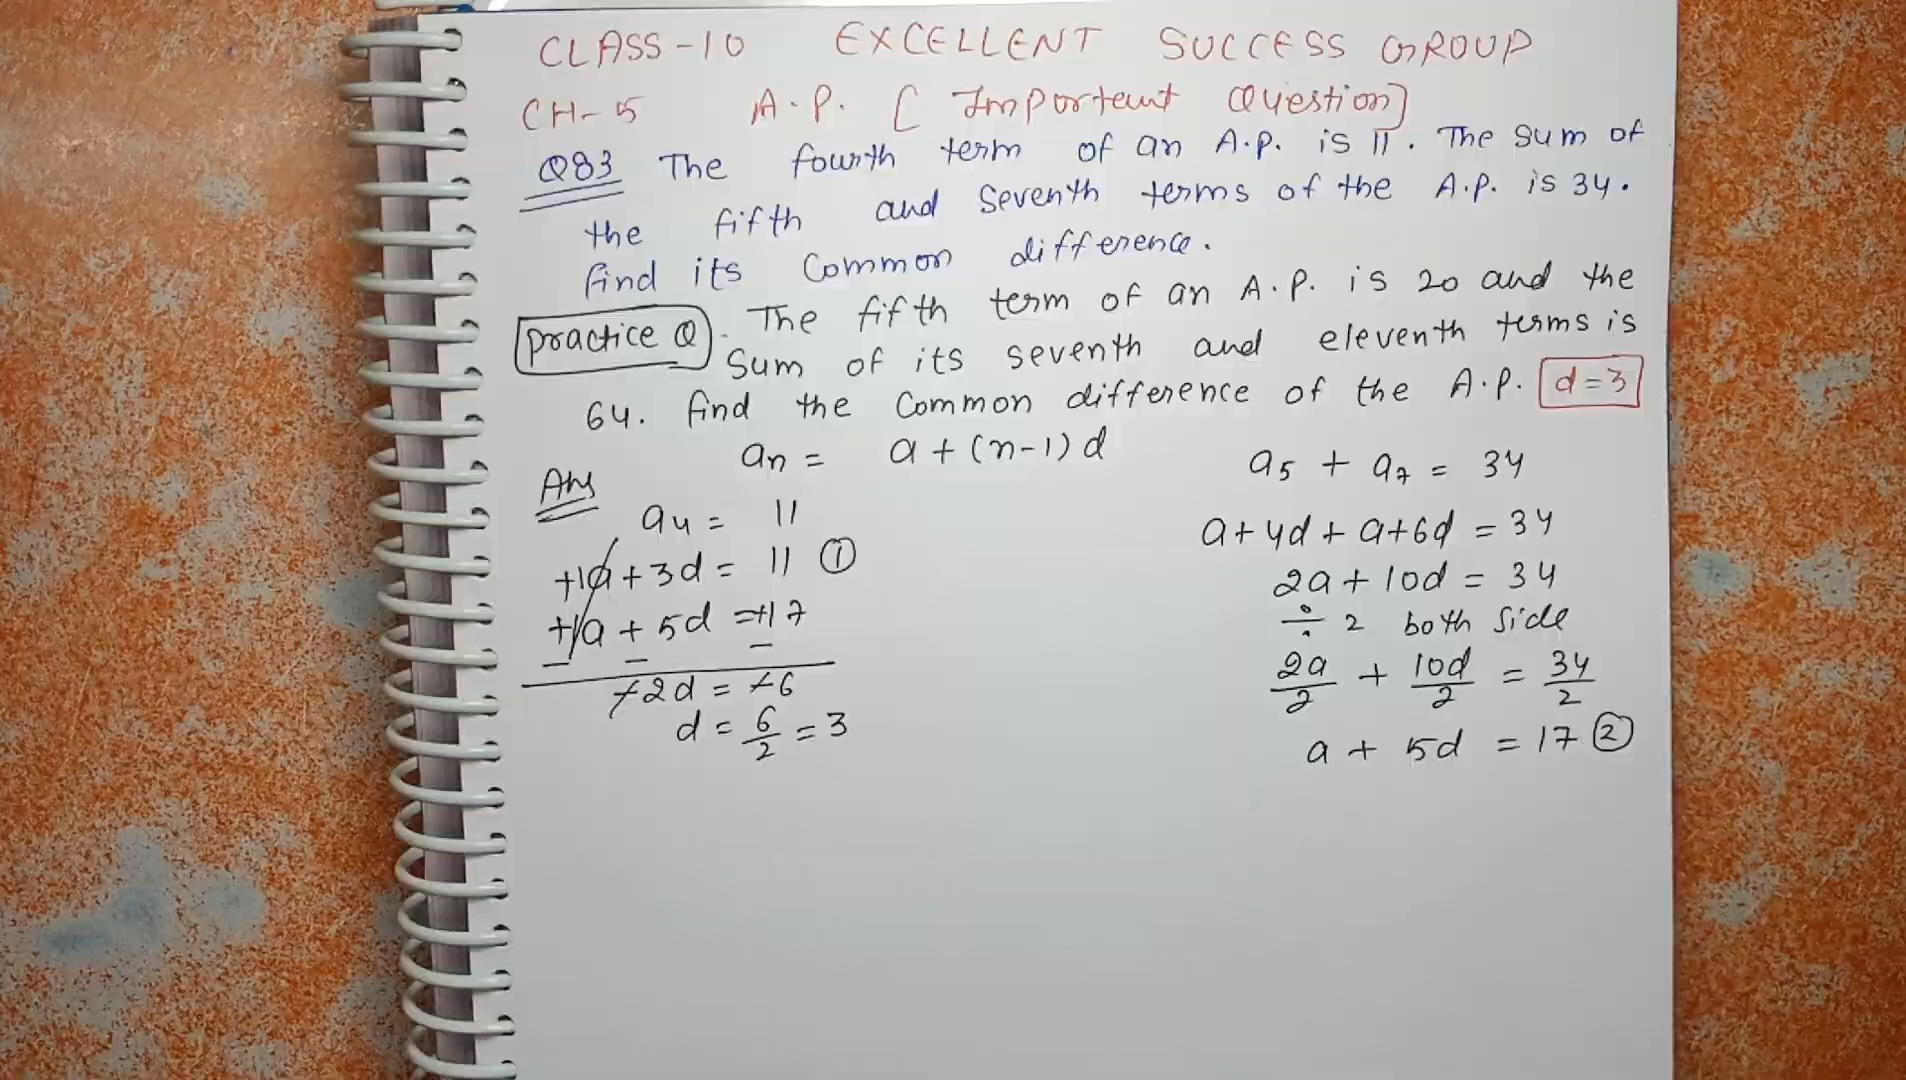 CLASS-10 EXCELLENT SUCCESS GROUP
CH-5 A.P. [Importent Question]
Q83 The fourth term of an A.P. is 11. The sum of
the fifth and seventh terms of the A.P. is 34.
find its Common difference.
Practice Q. The fifth term of an A.P. is 20 and the
Sum of its seventh and eleventh terms is
64. find the Common difference of the A.P. d=3
an = a+(n-1)d
Ans
a4 = 11
+1a+3d = 11 ①
+1a+5d =+17
− − −
-2d = -6
d = 6/2 = 3
a5 + a7 = 34
a+4d+a+6d = 34
2a+10d = 34
÷ 2 both side
2a/2 + 10d/2 = 34/2
a + 5d = 17 ②